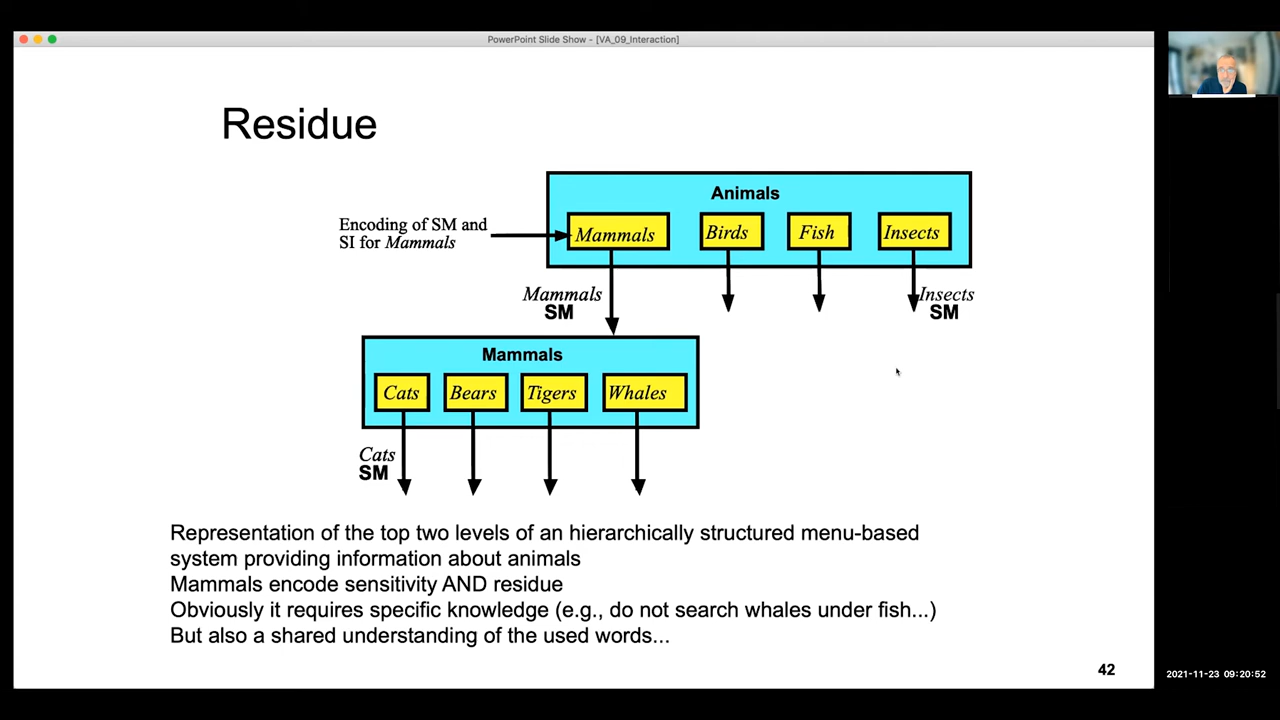 PowerPoint Slide Show - [VA_09_Interaction]
Residue
Animals
Encoding of SM and
SI for Mammals
Mammals
Birds
Fish
Insects
Mammals
SM
Insects
SM
Mammals
Cats
Bears
Tigers
Whales
Cats
SM
Representation of the top two levels of an hierarchically structured menu-based
system providing information about animals
Mammals encode sensitivity AND residue
Obviously it requires specific knowledge (e.g., do not search whales under fish...)
But also a shared understanding of the used words...
42
2021-11-23 09:20:52